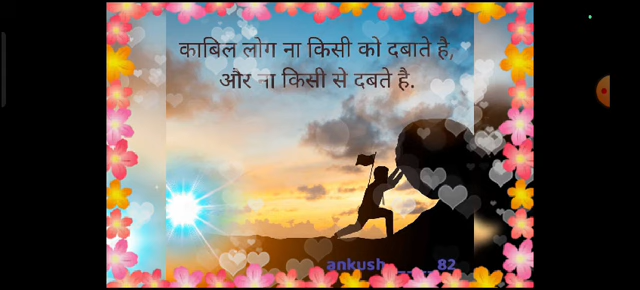 काबिल लोग ना किसी को दबाते है,
और ना किसी से दबते है.
ankush 82